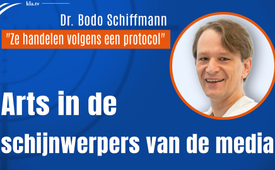 kla.tv
Dr. Bodo Schiffmann
"Ze handelen volgens een protocol"
Arts in de
schijnwerpers van de media